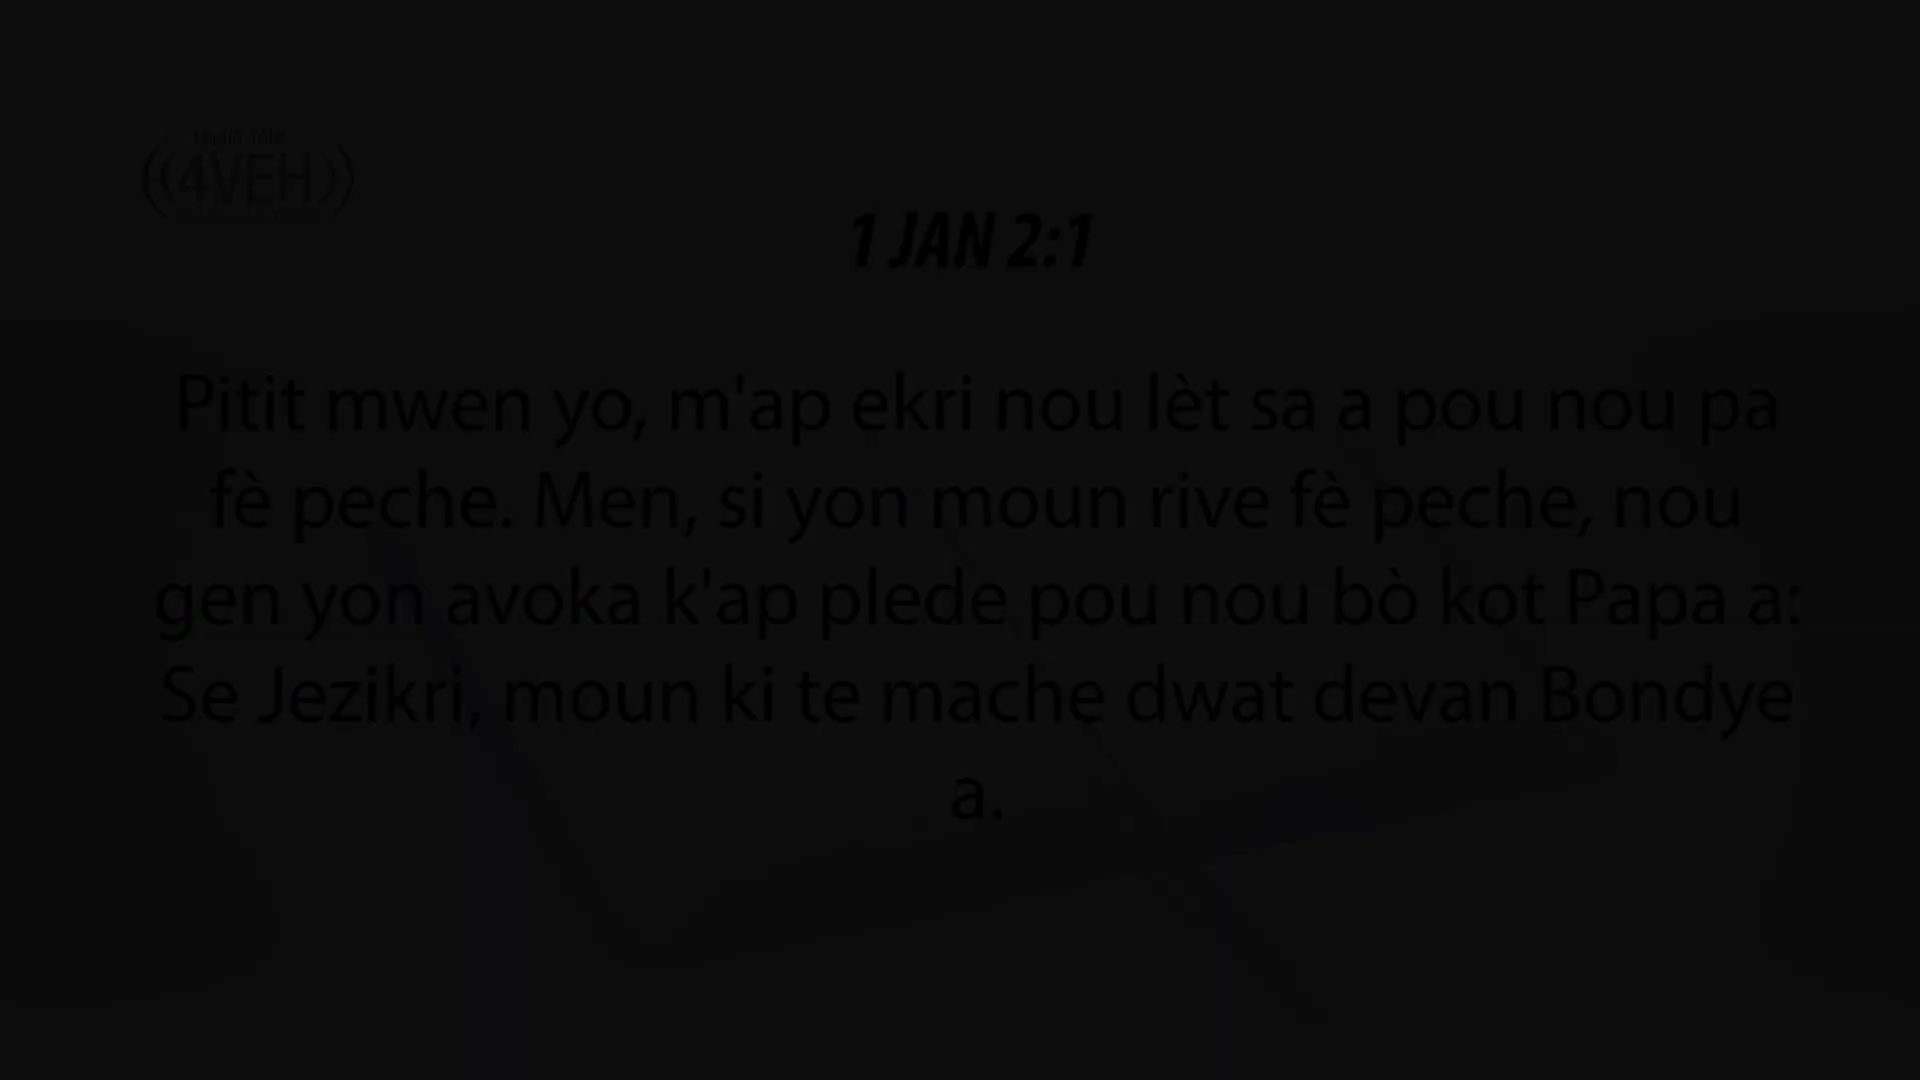 Radio Télé
((4VEH))
1 JAN 2:1
Pitit mwen yo, m'ap ekri nou lèt sa a pou nou pa
fè peche. Men, si yon moun rive fè peche, nou
gen yon avoka k'ap plede pou nou bò kot Papa a:
Se Jezikri, moun ki te mache dwat devan Bondye
a.